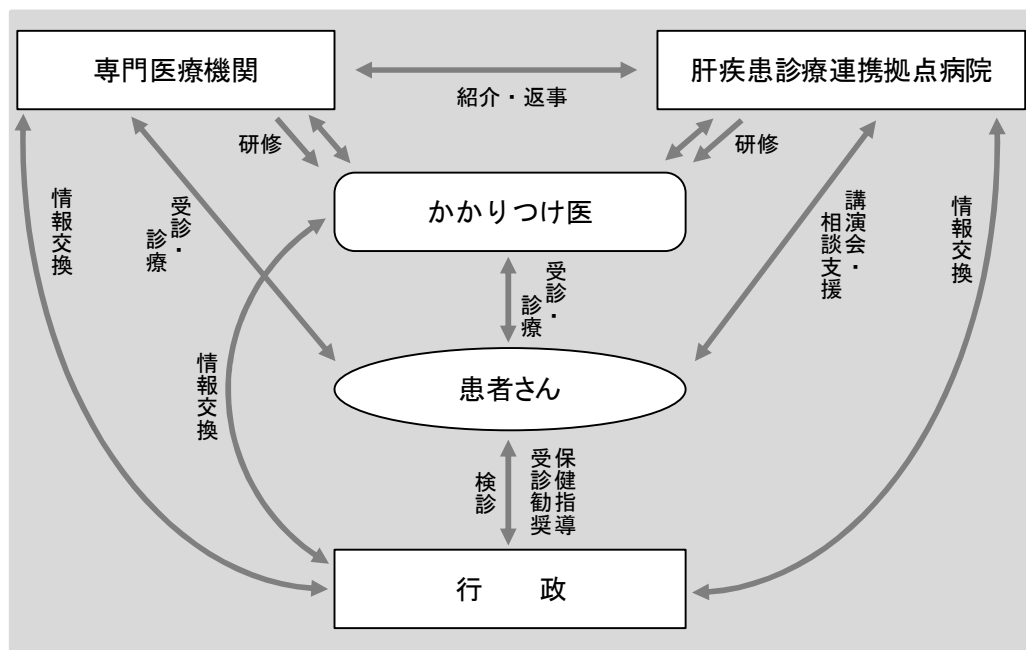 専門医療機関
肝疾患診療連携拠点病院
紹介・返事
研修
研修
かかりつけ医
情報交換
受診・
診療
受診・
診療
講演会・
相談支援
情報交換
情報交換
患者さん
検診
保健指導
受診勧奨
行　　政